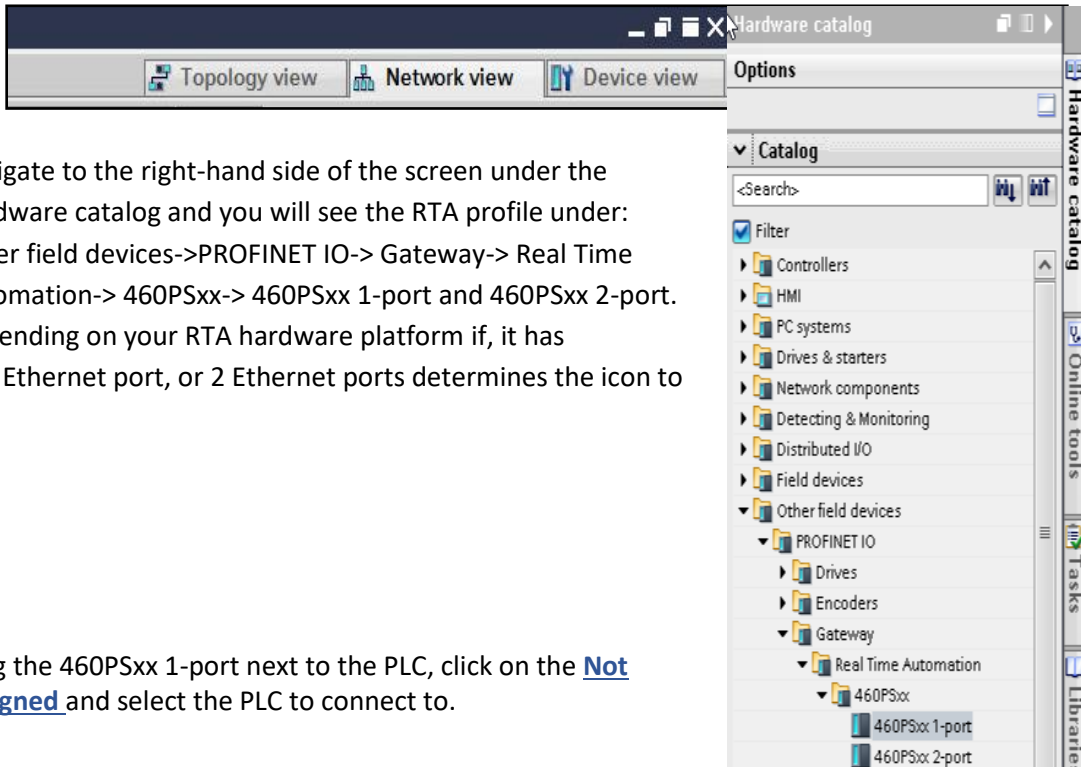 Topology view Network view Device view
igate to the right-hand side of the screen under the
dware catalog and you will see the RTA profile under:
er field devices->PROFINET IO-> Gateway-> Real Time
omation-> 460PSxx-> 460PSxx 1-port and 460PSxx 2-port.
ending on your RTA hardware platform if, it has
Ethernet port, or 2 Ethernet ports determines the icon to
g the 460PSxx 1-port next to the PLC, click on the Not
gned and select the PLC to connect to.
Hardware catalog
Options
Catalog
<Search>
Filter
Controllers
HMI
PC systems
Drives & starters
Network components
Detecting & Monitoring
Distributed I/O
Field devices
Other field devices
PROFINET IO
Drives
Encoders
Gateway
Real Time Automation
460PSxx
460PSxx 1-port
460PSxx 2-port
Hardware catalog
Online tools
Tasks
Librarie